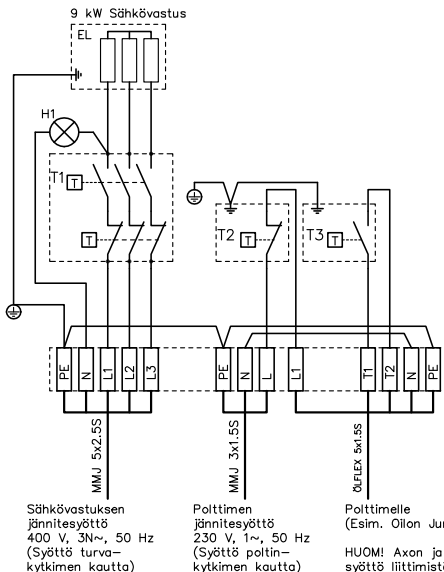 9 kW Sähkövastus
EL
H1
T1
T
T
T2
T
T3
T
PE
N
L1
L2
L3
PE
N
L
L1
T1
T2
N
PE
MMJ 5x2.5S
MMJ 3x1.5S
ÖLFLEX 5x1.5S
Sähkövastuksen
jännitesyöttö
400 V, 3N~, 50 Hz
(Syöttö turva-
kytkimen kautta)
Polttimen
jännitesyöttö
230 V, 1~, 50 Hz
(Syöttö poltin-
kytkimen kautta)
Polttimelle
(Esim. Oilon Jun
HUOM! Axon ja
syöttö liittimistö